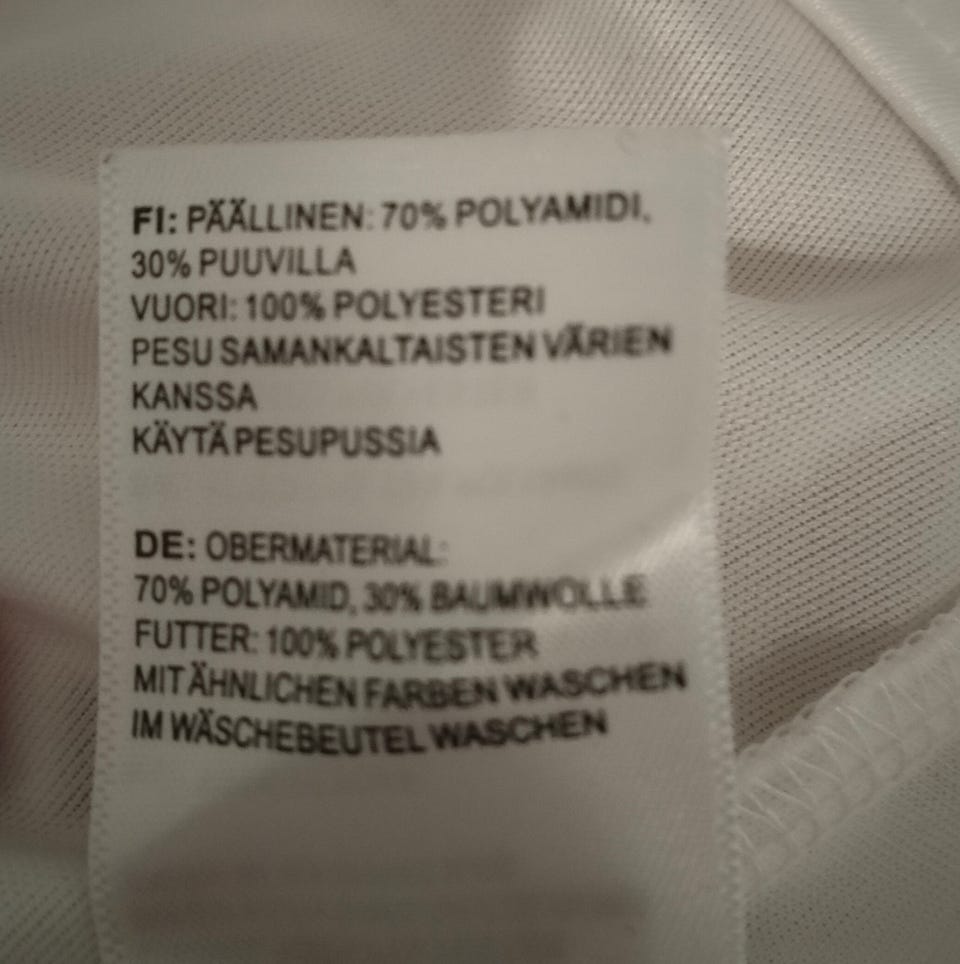 FI: PÄÄLLINEN: 70% POLYAMIDI,
30% PUUVILLA
VUORI: 100% POLYESTERI
PESU SAMANKALTAISTEN VÄRIEN
KANSSA
KÄYTÄ PESUPUSSIA
DE: OBERMATERIAL:
70% POLYAMID, 30% BAUMWOLLE
FUTTER: 100% POLYESTER
MIT ÄHNLICHEN FARBEN WASCHEN
IM WÄSCHEBEUTEL WASCHEN